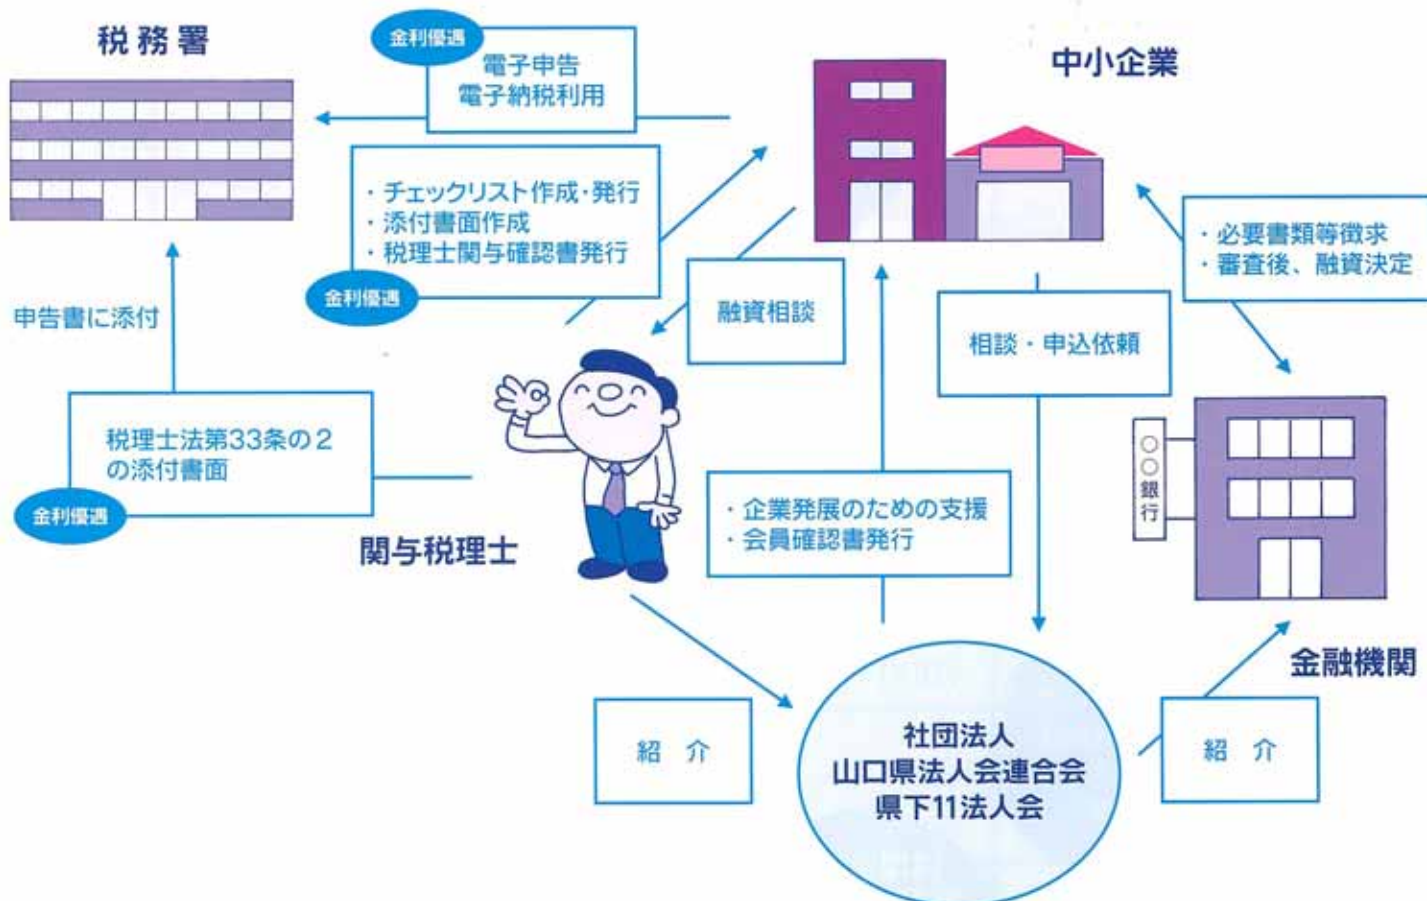 税務署
金利優遇
電子申告
電子納税利用
中小企業
・チェックリスト作成・発行
・添付書面作成
・税理士関与確認書発行
金利優遇
・必要書類等徴求
・審査後、融資決定
申告書に添付
融資相談
相談・申込依頼
税理士法第33条の2
の添付書面
金利優遇
○○銀行
関与税理士
・企業発展のための支援
・会員確認書発行
金融機関
紹 介
社団法人
山口県法人会連合会
県下11法人会
紹 介